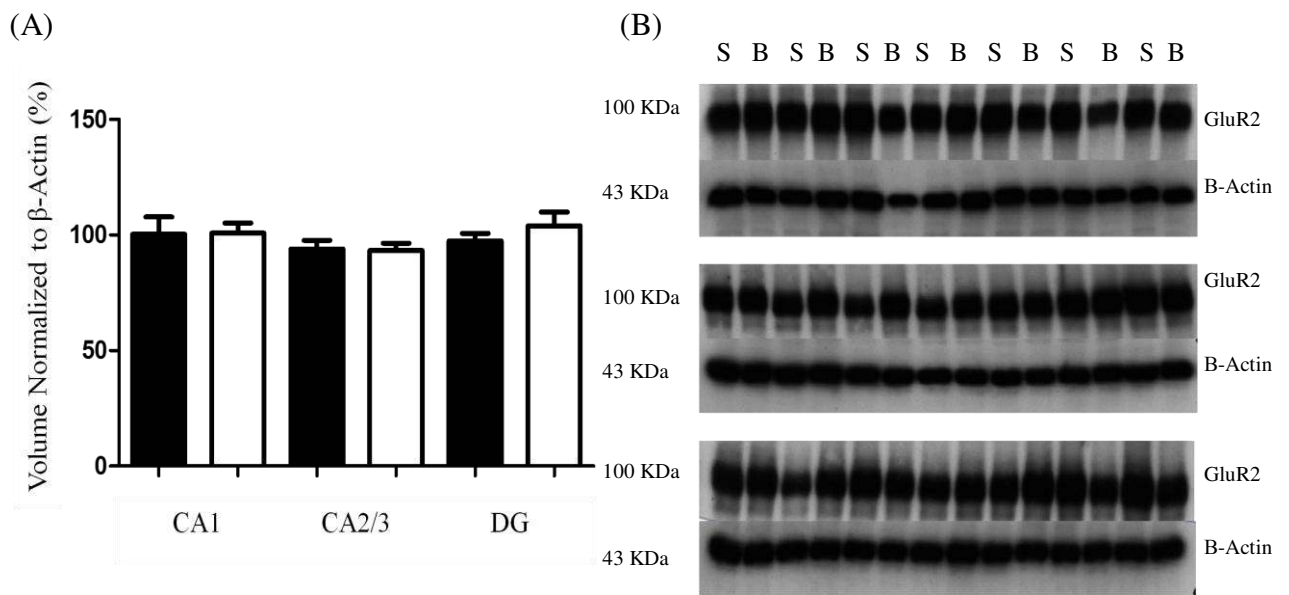 (A)
Volume Normalized to β-Actin (%)
150
100
50
0
CA1 CA2/3 DG
(B)
S B S B S B S B S B S B S B
100 KDa GluR2
43 KDa B-Actin
100 KDa GluR2
43 KDa B-Actin
100 KDa GluR2
43 KDa B-Actin